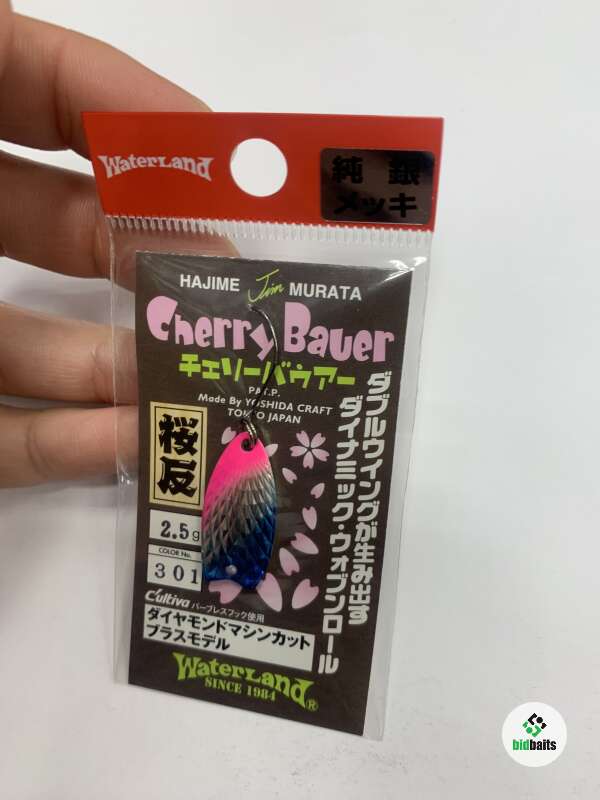 WATERLAND
純銀
メッキ
HAJIME Jim MURATA
Cherry Bauer
チェリーバウアー
PAT.P.
Made By YOSHIDA CRAFT
TOKYO JAPAN
ダブルウイングが生み出す
ダイナミック・ウォブンロール
桜反
2.5g
COLOR No.
301
C'ultiva バーブレスフック使用
ダイヤモンドマシンカット
ブラスモデル
WATERLAND
SINCE 1984 ®
bidbaits